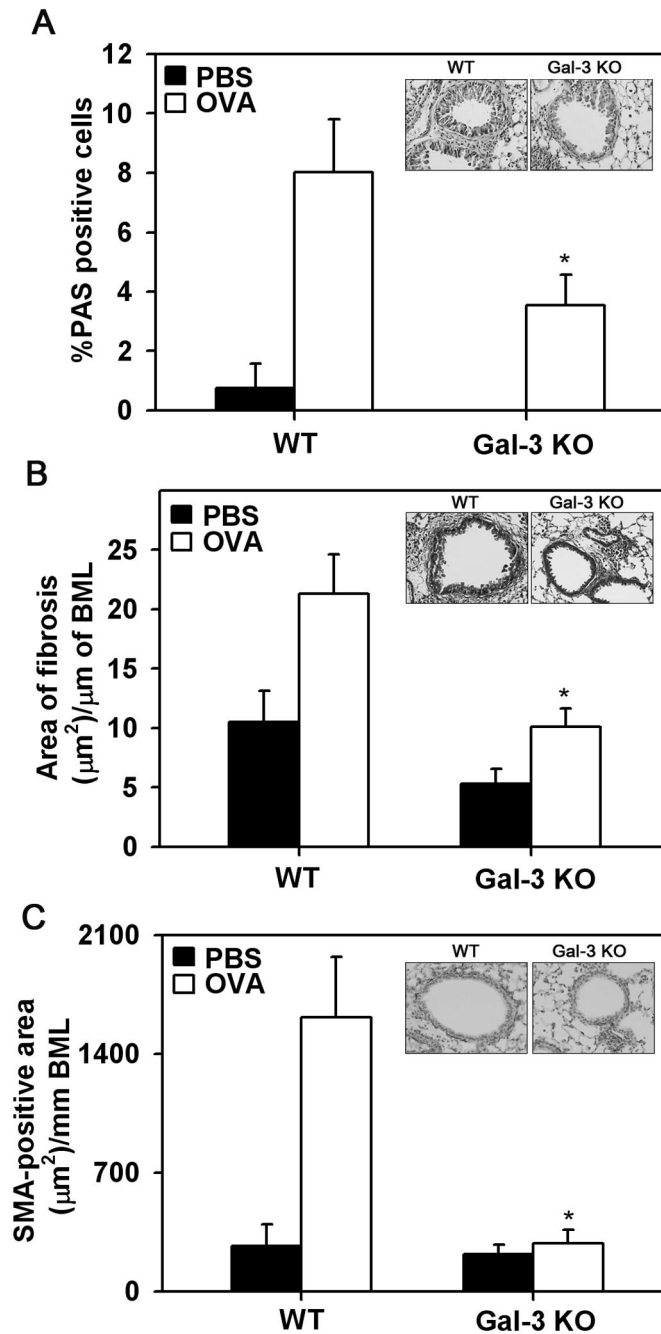 A
12
10
8
6
4
2
0
%PAS positive cells
PBS
OVA
WT
Gal-3 KO
*
WT
Gal-3 KO
B
25
20
15
10
5
0
Area of fibrosis
(μm²)/μm of BML
PBS
OVA
WT
Gal-3 KO
*
WT
Gal-3 KO
C
2100
1400
700
0
SMA-positive area
(μm²)/mm BML
PBS
OVA
WT
Gal-3 KO
*
WT
Gal-3 KO